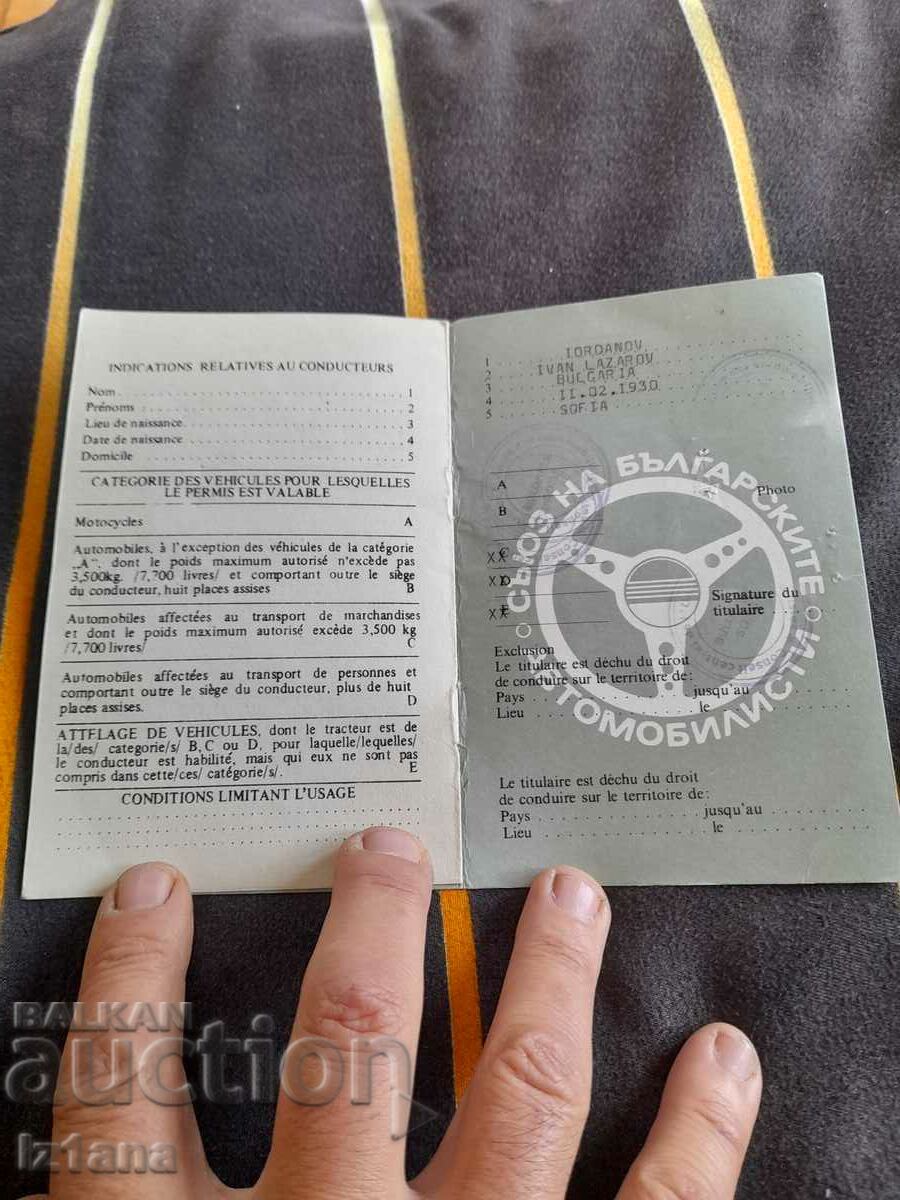 INDICATIONS RELATIVES AU CONDUCTEURS
Nom . . . . . . . . . . . . . . . . . . . . . . . . 1
Prénoms . . . . . . . . . . . . . . . . . . . . . 2
Lieu de naissance . . . . . . . . . . . . . . . . 3
Date de naissance . . . . . . . . . . . . . . . . 4
Domicile . . . . . . . . . . . . . . . . . . . . . 5
CATEGORIE DES VEHICULES POUR LESQUELLES
LE PERMIS EST VALABLE
Motocycles A
Automobiles, à l'exception des véhicules de la catégorie
„A", dont le poids maximum autorisé n'excède pas
3,500kg. /7,700 livres/ et comportant outre le siège
du conducteur, huit places assises B
Automobiles affectées au transport de marchandises
et dont le poids maximum autorisé excède 3,500 kg
/7,700 livres/ C
Automobiles affectées au transport de personnes et
comportant outre le siège du conducteur, plus de huit
places assises. D
ATTELAGE DE VEHICULES, dont le tracteur est de
la/des/ categorie/s/ B, C ou D, pour laquelle/lequelles/
le conducteur est habilité, mais qui eux ne sont pas
compris dans cette/ces/ catégorie/s/. E
CONDITIONS LIMITANT L'USAGE
1 IORDANOV
2 IVAN LAZAROV
3 BULGARIA
4 II.02.1930
5 SOFIA
СЪЮЗ НА БЪЛГАРСКИТЕ АВТОМОБИЛИСТИ
A
B
XX C
XX D
XX E
Photo
Signature du
titulaire . . . .
Exclusion
Le titulaire est déchu du droit
de conduire sur le territoire de:
Pays . . . . . . . . . . . . jusqu'au . . . . . . . .
Lieu . . . . . . . . . . . . le . . . . . . . .
Le titulaire est déchu du droit
de conduire sur le territoire de:
Pays . . . . . . . . . . . . jusqu'au . . . . . . . .
Lieu . . . . . . . . . . . . le . . . . . . . .
BALKAN
auction
Iz1ana